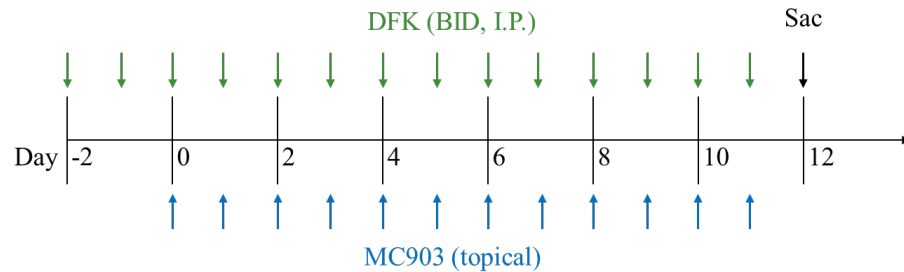 DFK (BID, I.P.)
Sac
Day -2 0 2 4 6 8 10 12
MC903 (topical)